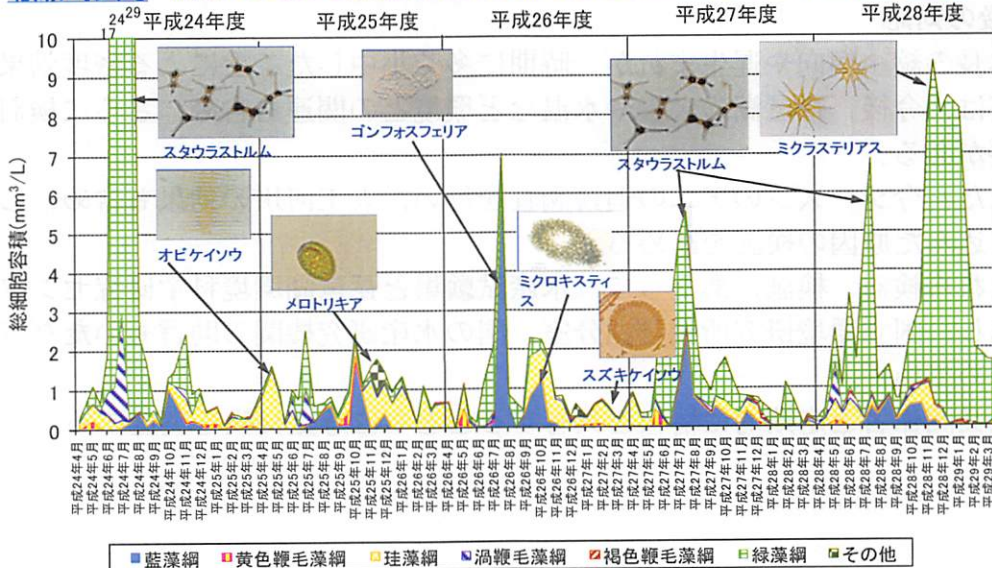 平成24年度 平成25年度 平成26年度 平成27年度 平成28年度
17 24 29
総細胞容積(mm³/L)
10
9
8
7
6
5
4
3
2
1
0
スタウラストルム
ゴンフォスフェリア
スタウラストルム
ミクラステリアス
オビケイソウ
メロトリキア
ミクロキスティ
ス
スズキケイソウ
平成24年4月
平成24年5月
平成24年6月
平成24年7月
平成24年8月
平成24年9月
平成24年10月
平成24年11月
平成24年12月
平成25年1月
平成25年2月
平成25年3月
平成25年4月
平成25年5月
平成25年6月
平成25年7月
平成25年8月
平成25年9月
平成25年10月
平成25年11月
平成25年12月
平成26年1月
平成26年2月
平成26年3月
平成26年4月
平成26年5月
平成26年6月
平成26年7月
平成26年8月
平成26年9月
平成26年10月
平成26年11月
平成26年12月
平成27年1月
平成27年2月
平成27年3月
平成27年4月
平成27年5月
平成27年6月
平成27年7月
平成27年8月
平成27年9月
平成27年10月
平成27年11月
平成27年12月
平成28年1月
平成28年2月
平成28年3月
平成28年4月
平成28年5月
平成28年6月
平成28年7月
平成28年8月
平成28年9月
平成28年10月
平成28年11月
平成28年12月
平成29年1月
平成29年2月
平成29年3月
藍藻綱 黄色鞭毛藻綱 珪藻綱 渦鞭毛藻綱 褐色鞭毛藻綱 緑藻綱 その他